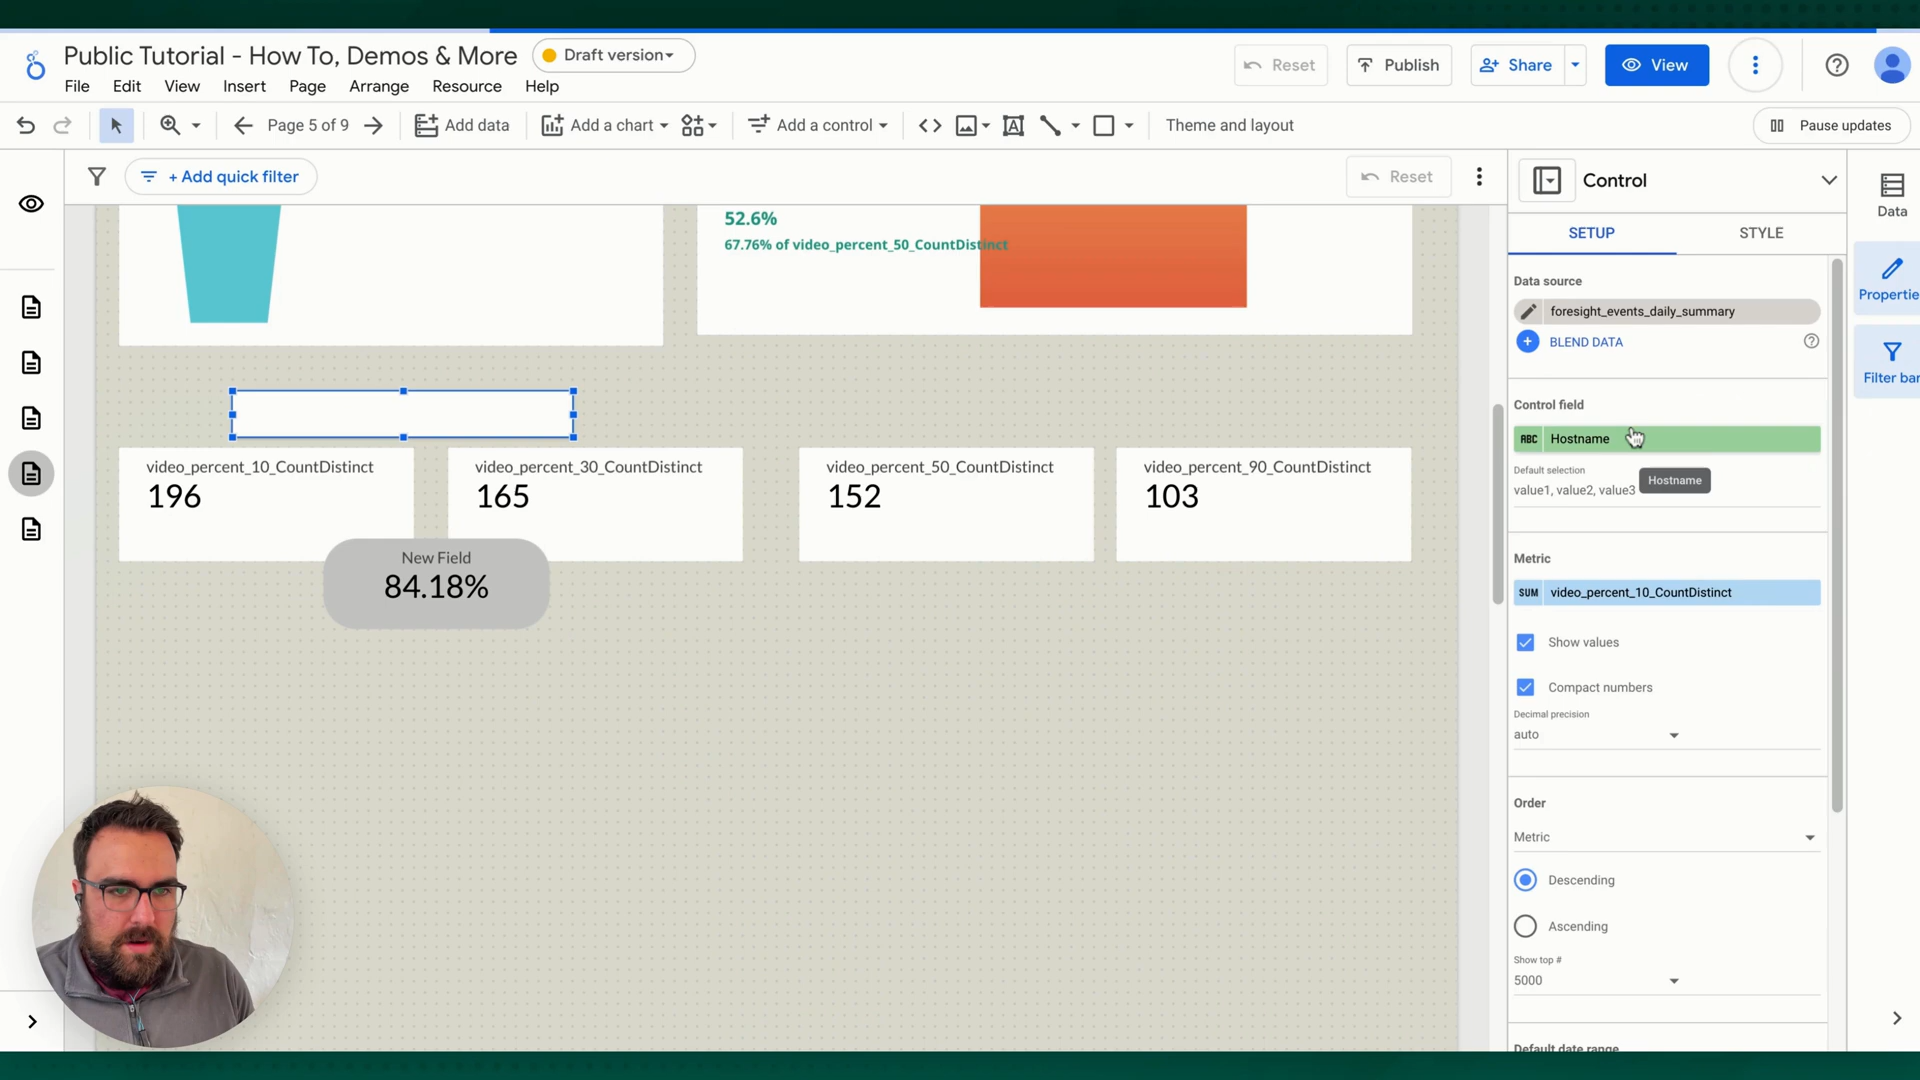 Public Tutorial - How To, Demos & More
Draft version
Reset
Publish
Share
View
File
Edit
View
Insert
Page
Arrange
Resource
Help
Page 5 of 9
Add data
Add a chart
Add a control
Theme and layout
Pause updates
+ Add quick filter
Reset
52.6%
67.76% of video_percent_50_CountDistinct
video_percent_10_CountDistinct
196
video_percent_30_CountDistinct
165
video_percent_50_CountDistinct
152
video_percent_90_CountDistinct
103
New Field
84.18%
Control
SETUP
STYLE
Data source
foresight_events_daily_summary
BLEND DATA
Control field
ABC Hostname
Default selection
value1, value2, value3
Hostname
Metric
SUM video_percent_10_CountDistinct
Show values
Compact numbers
Decimal precision
auto
Order
Metric
Descending
Ascending
Show top #
5000
Default date range
Data
Propertie
Filter bar